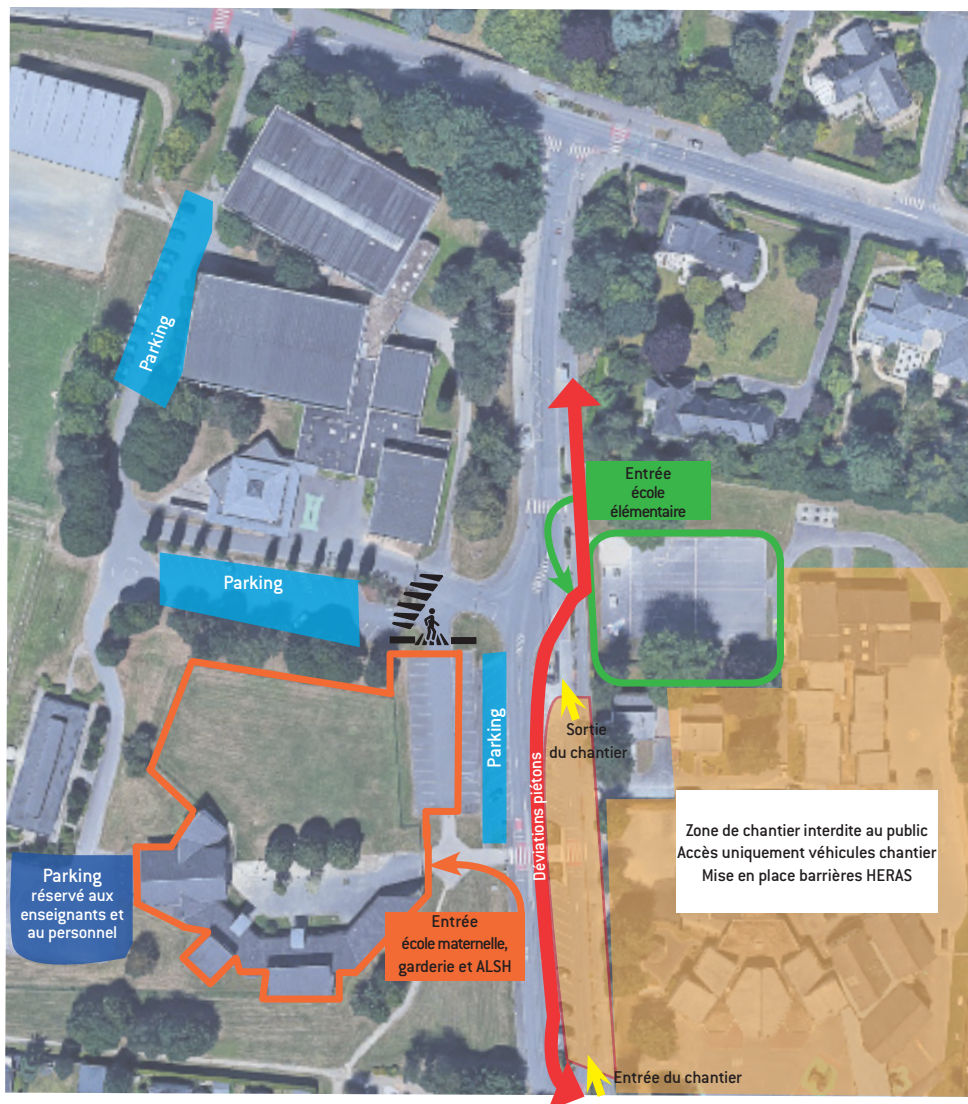 Parking
Entrée
école
élémentaire
Parking
Parking
Sortie
du chantier
Déviations piétons
Zone de chantier interdite au public
Accès uniquement véhicules chantier
Mise en place barrières HERAS
Parking
réservé aux
enseignants et
au personnel
Entrée
école maternelle,
garderie et ALSH
Entrée du chantier